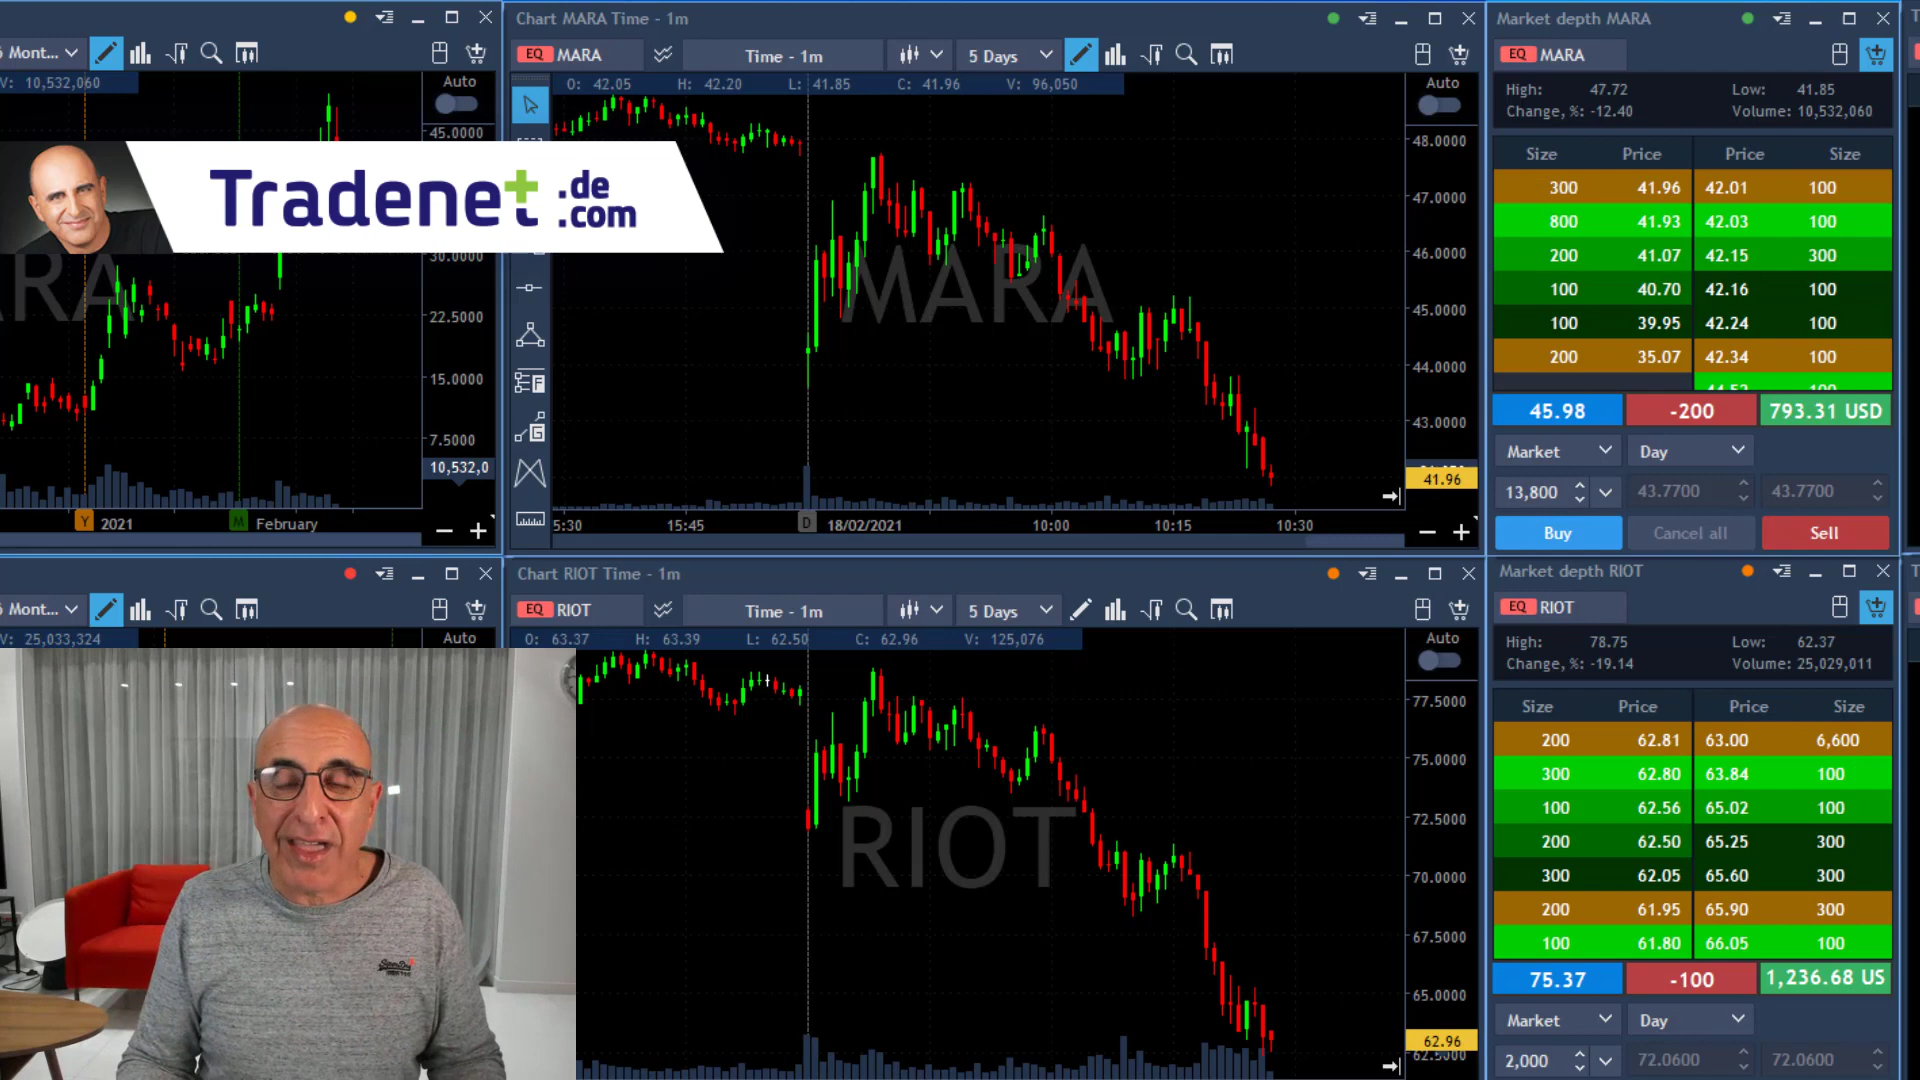 6 Mont...
V: 10,532,060
Auto
45.0000
30.0000
22.5000
15.0000
7.5000
10,532,0
Y 2021
M February
Tradenet .de
.com
ARA
Chart MARA Time - 1m
EQ MARA
Time - 1m
5 Days
O: 42.05 H: 42.20 L: 41.85 C: 41.96 V: 96,050
Auto
48.0000
47.0000
46.0000
45.0000
44.0000
43.0000
41.96
MARA
F
G
5:30 15:45 D 18/02/2021 10:00 10:15 10:30
Market depth MARA
EQ MARA
High: 47.72 Low: 41.85
Change, %: -12.40 Volume: 10,532,060
Size Price Price Size
300 41.96 42.01 100
800 41.93 42.03 100
200 41.07 42.15 300
100 40.70 42.16 100
100 39.95 42.24 100
200 35.07 42.34 100
45.98 -200 793.31 USD
Market Day
13,800 43.7700 43.7700
Buy Cancel all Sell
6 Mont...
V: 25,033,324
Auto
Chart RIOT Time - 1m
EQ RIOT
Time - 1m
5 Days
O: 63.37 H: 63.39 L: 62.50 C: 62.96 V: 125,076
Auto
77.5000
75.0000
72.5000
70.0000
67.5000
65.0000
62.96
62.5000
RIOT
Market depth RIOT
EQ RIOT
High: 78.75 Low: 62.37
Change, %: -19.14 Volume: 25,029,011
Size Price Price Size
200 62.81 63.00 6,600
300 62.80 63.84 100
100 62.56 65.02 100
200 62.50 65.25 300
300 62.05 65.60 300
200 61.95 65.90 300
100 61.80 66.05 100
75.37 -100 1,236.68 US
Market Day
2,000 72.0600 72.0600